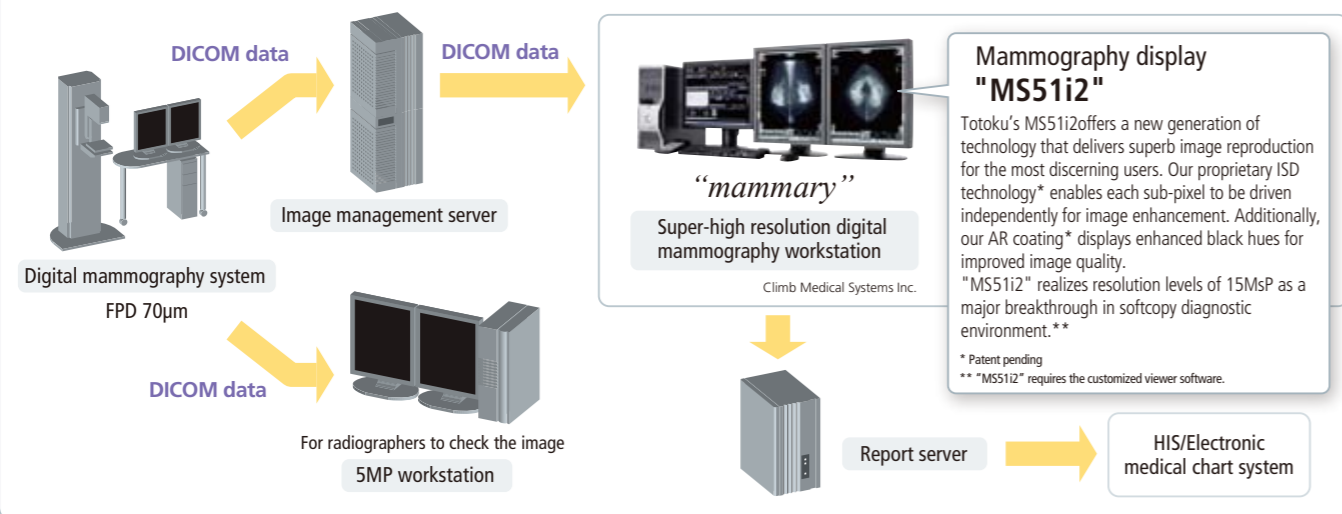 DICOM data
DICOM data
Image management server
Digital mammography system
FPD 70µm
DICOM data
For radiographers to check the image
5MP workstation
“mammary”
Super-high resolution digital
mammography workstation
Climb Medical Systems Inc.
Mammography display
"MS51i2"
Totoku’s MS51i2offers a new generation of
technology that delivers superb image reproduction
for the most discerning users. Our proprietary ISD
technology* enables each sub-pixel to be driven
independently for image enhancement. Additionally,
our AR coating* displays enhanced black hues for
improved image quality.
"MS51i2" realizes resolution levels of 15MsP as a
major breakthrough in softcopy diagnostic
environment.**
* Patent pending
** “MS51i2” requires the customized viewer software.
Report server
HIS/Electronic
medical chart system